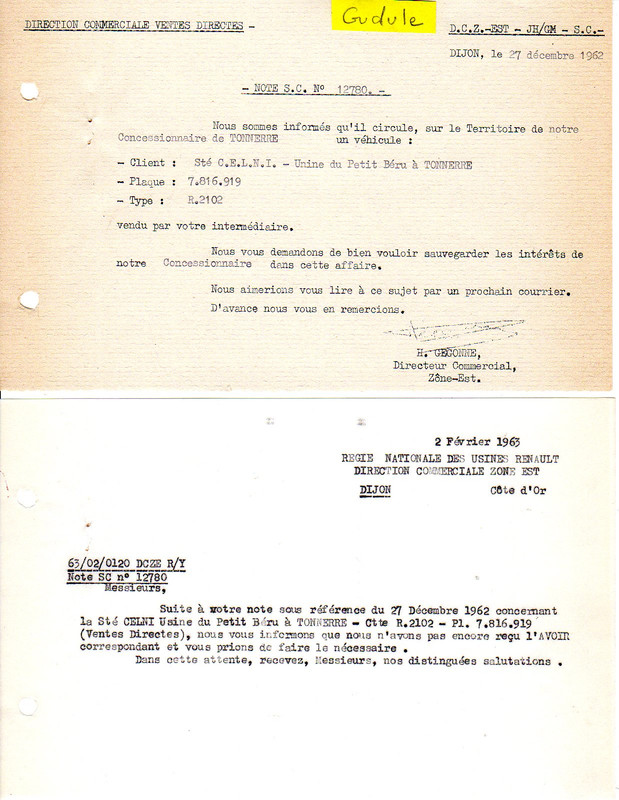 Gudule
DIRECTION COMMERCIALE VENTES DIRECTES -
D.C.Z.-EST - JH/GM - S.C.-
DIJON, le 27 décembre 1962
- NOTE S.C. N° 12780. -
Nous sommes informés qu'il circule, sur le Territoire de notre
Concessionnaire de TONNERRE un véhicule :
- Client : Sté C.E.L.N.I. - Unine du Petit Béru à TONNERRE
- Plaque : 7.816.919
- Type : R.2102
vendu par votre intermédiaire.
Nous vous demandons de bien vouloir sauvegarder les intérêts de
notre Concessionnaire dans cette affaire.
Nous aimerions vous lire à ce sujet par un prochain courrier.
D'avance nous vous en remercions.
H. GEGONNE,
Directeur Commercial,
Zône-Est.
2 Février 1963
REGIE NATIONALE DES USINES RENAULT
DIRECTION COMMERCIALE ZONE EST
DIJON Côte d'Or
63/02/0120 DCZE R/Y
Note SC n° 12780
Messieurs,
Suite à votre note sous référence du 27 Décembre 1962 concernant
la Sté CELNI Usine du Petit Béru à TONNERRE - Ctte R.2102 - Pl. 7.816.919
(Ventes Directes), nous vous informons que nous n'avons pas encore reçu l'AVOIR
correspondant et vous prions de faire le nécessaire .
Dans cette attente, recevez, Messieurs, nos distinguées salutations .